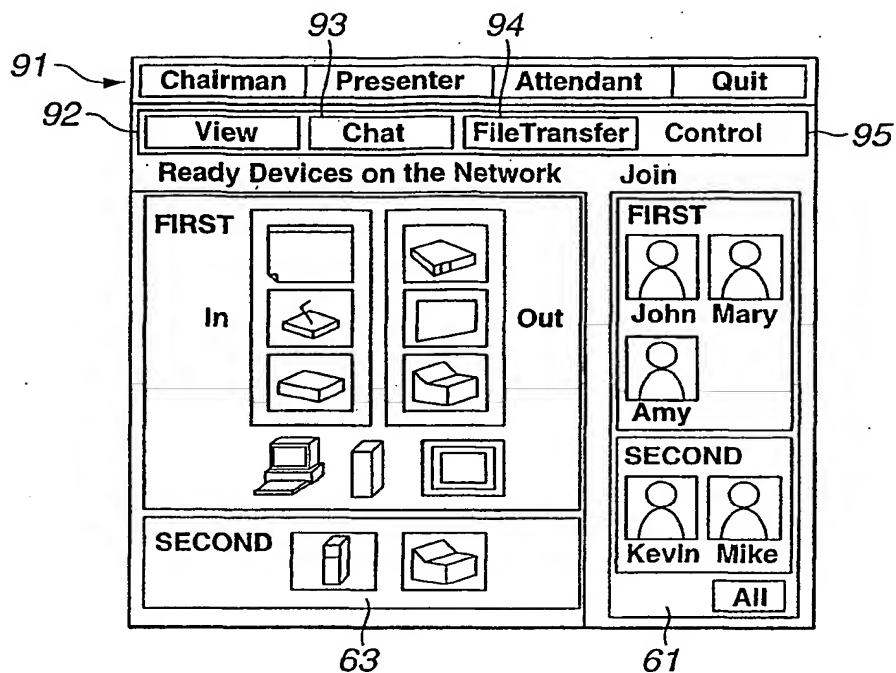 93 94
91 Chairman Presenter Attendant Quit
92 View Chat FileTransfer Control 95
Ready Devices on the Network Join
FIRST FIRST
In Out John Mary
Amy
SECOND SECOND
Kevin Mike
All
63 61